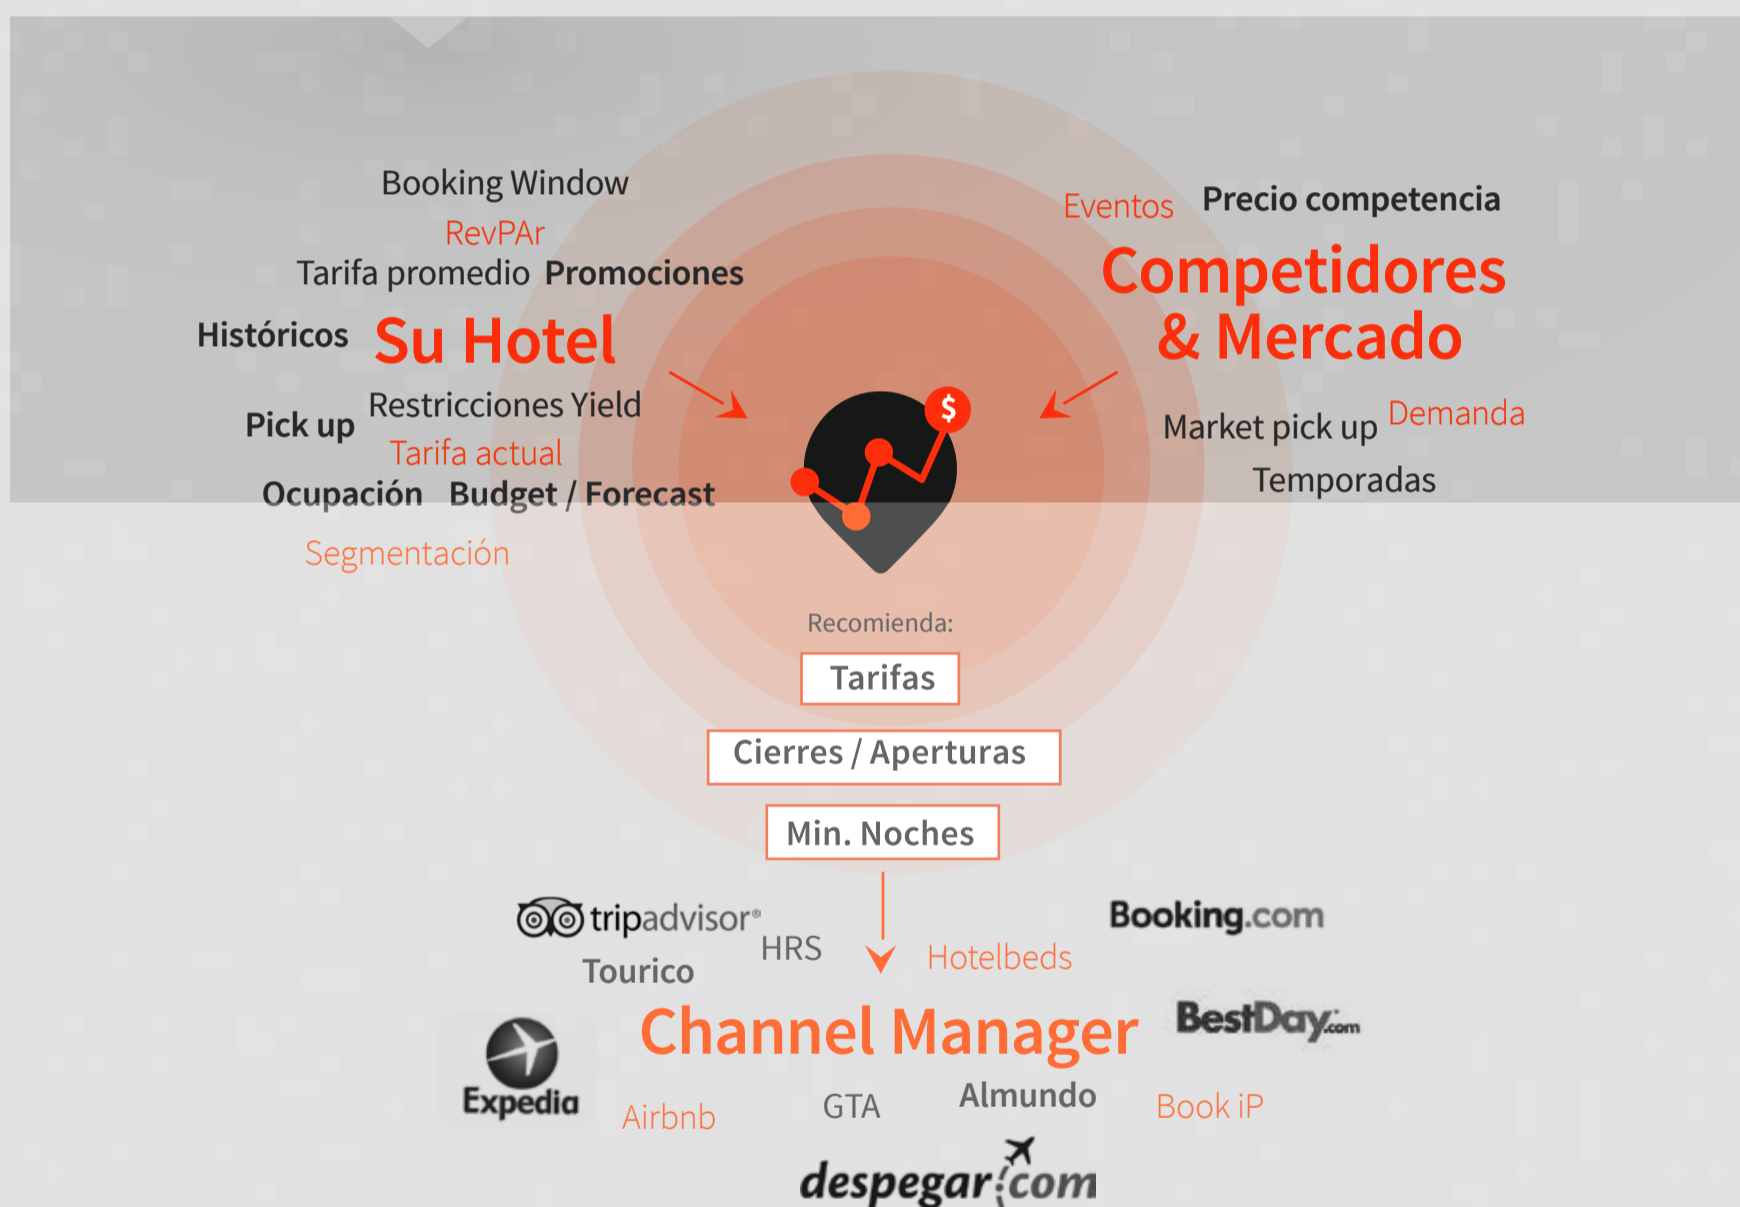 Booking Window
RevPAr
Tarifa promedio Promociones
Históricos Su Hotel
Restricciones Yield
Pick up
Tarifa actual
Ocupación Budget / Forecast
Segmentación
Eventos Precio competencia
Competidores
& Mercado
Market pick up Demanda
Temporadas
$
Recomienda:
Tarifas
Cierres / Aperturas
Min. Noches
tripadvisor®
HRS
Tourico
Hotelbeds
Booking.com
Channel Manager
BestDay.com
Expedia
Airbnb
GTA
Almundo
Book iP
despegar.com